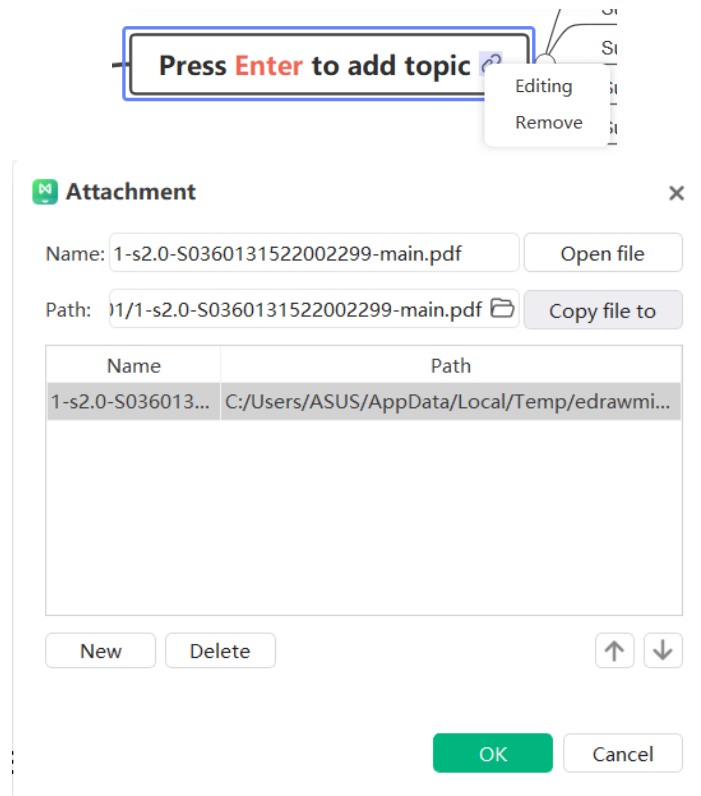 Press Enter to add topic
Editing
Remove
Attachment
Name: 1-s2.0-S0360131522002299-main.pdf Open file
Path: 01/1-s2.0-S0360131522002299-main.pdf Copy file to
Name Path
1-s2.0-S036013... C:/Users/ASUS/AppData/Local/Temp/edrawmi...
New Delete
OK Cancel